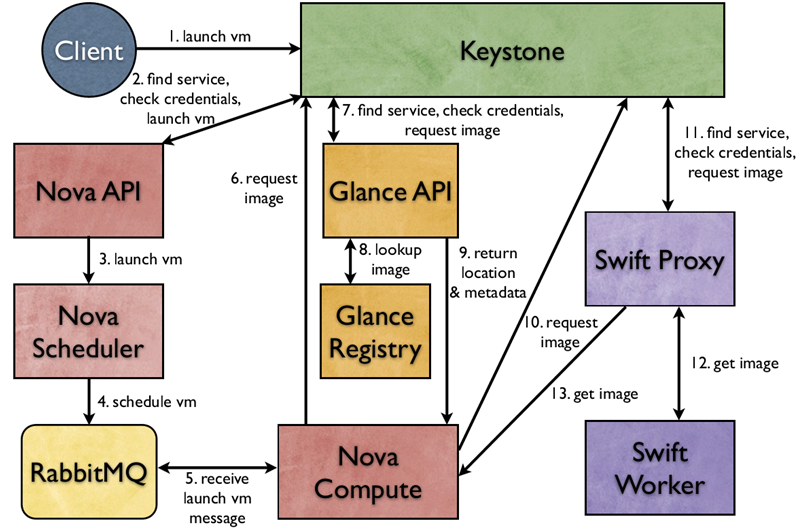 Client
1. launch vm
Keystone
2. find service,
check credentials,
launch vm
7. find service, check credentials,
request image
11. find service,
check credentials,
request image
Nova API
6. request
image
Glance API
3. launch vm
8. lookup
image
9. return
location
& metadata
Swift Proxy
Nova
Scheduler
Glance
Registry
10. request
image
4. schedule vm
13. get image
12. get image
RabbitMQ
5. receive
launch vm
message
Nova
Compute
Swift
Worker